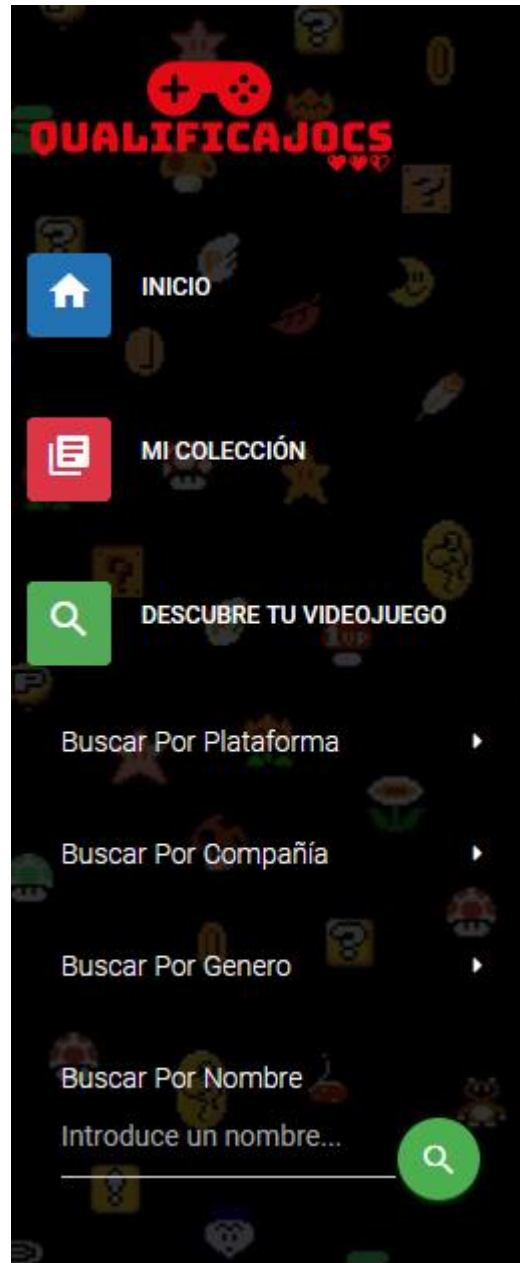 QUALIFICAJOCS
INICIO
MI COLECCIÓN
DESCUBRE TU VIDEOJUEGO
1UP
P
Buscar Por Plataforma
Buscar Por Compañía
Buscar Por Genero
Buscar Por Nombre
Introduce un nombre...